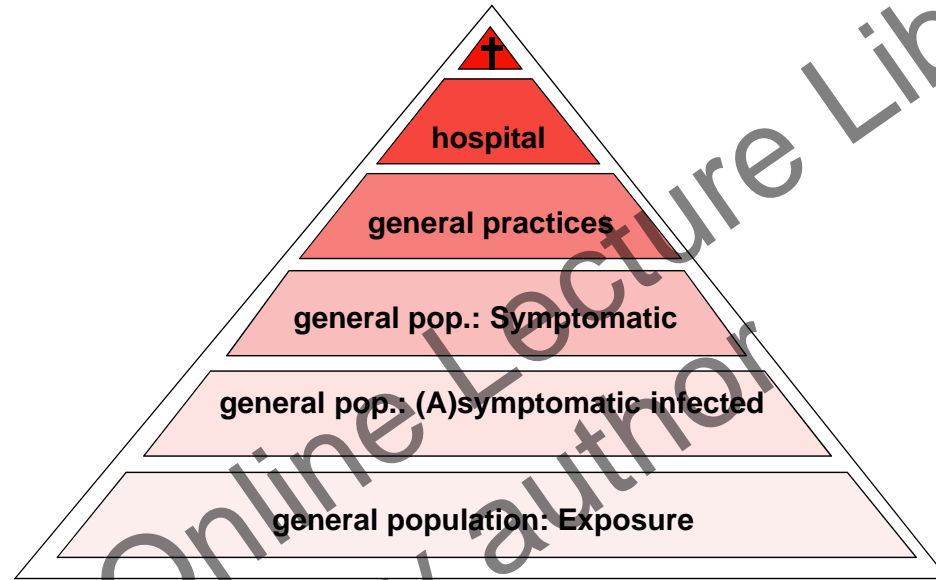 †
hospital
general practices
general pop.: Symptomatic
general pop.: (A)symptomatic infected
general population: Exposure
Online Lecture Lib
author